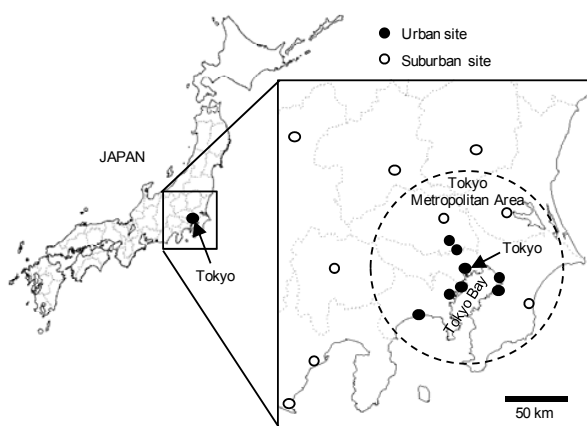 Urban site
Suburban site
JAPAN
Tokyo
Tokyo
Metropolitan Area
Tokyo
Tokyo Bay
50 km